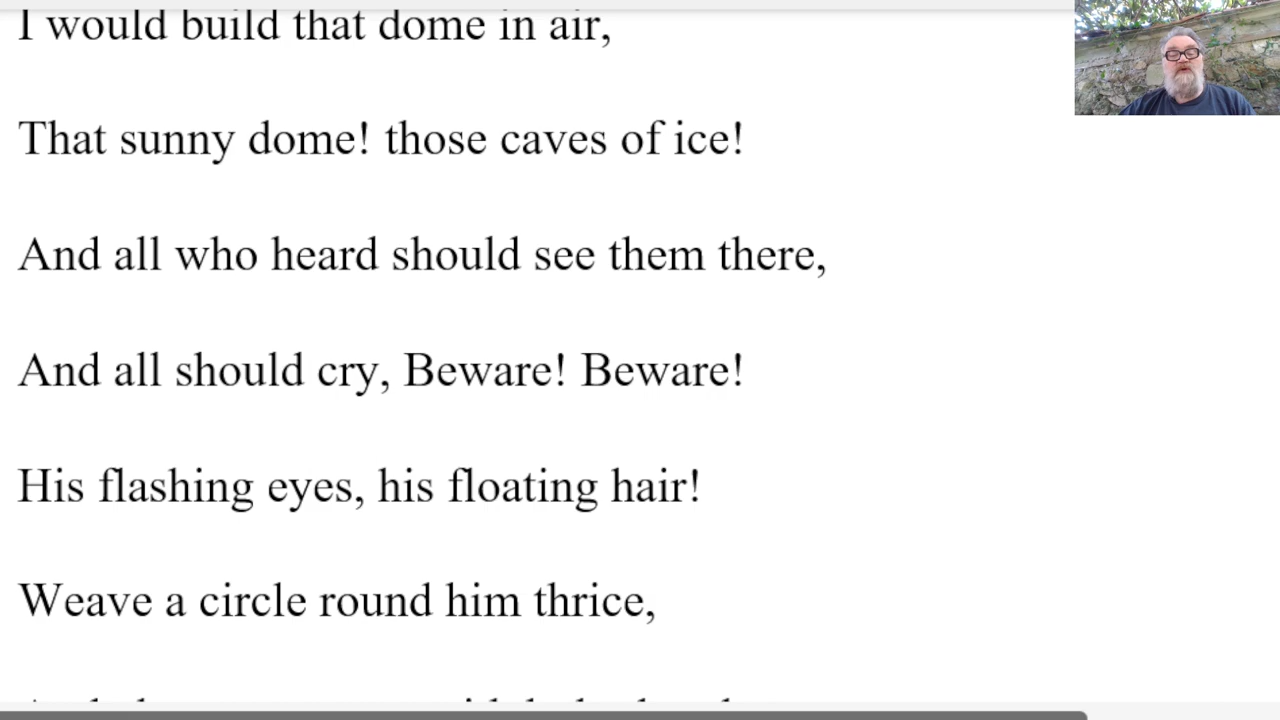 I would build that dome in air,
That sunny dome! those caves of ice!
And all who heard should see them there,
And all should cry, Beware! Beware!
His flashing eyes, his floating hair!
Weave a circle round him thrice,